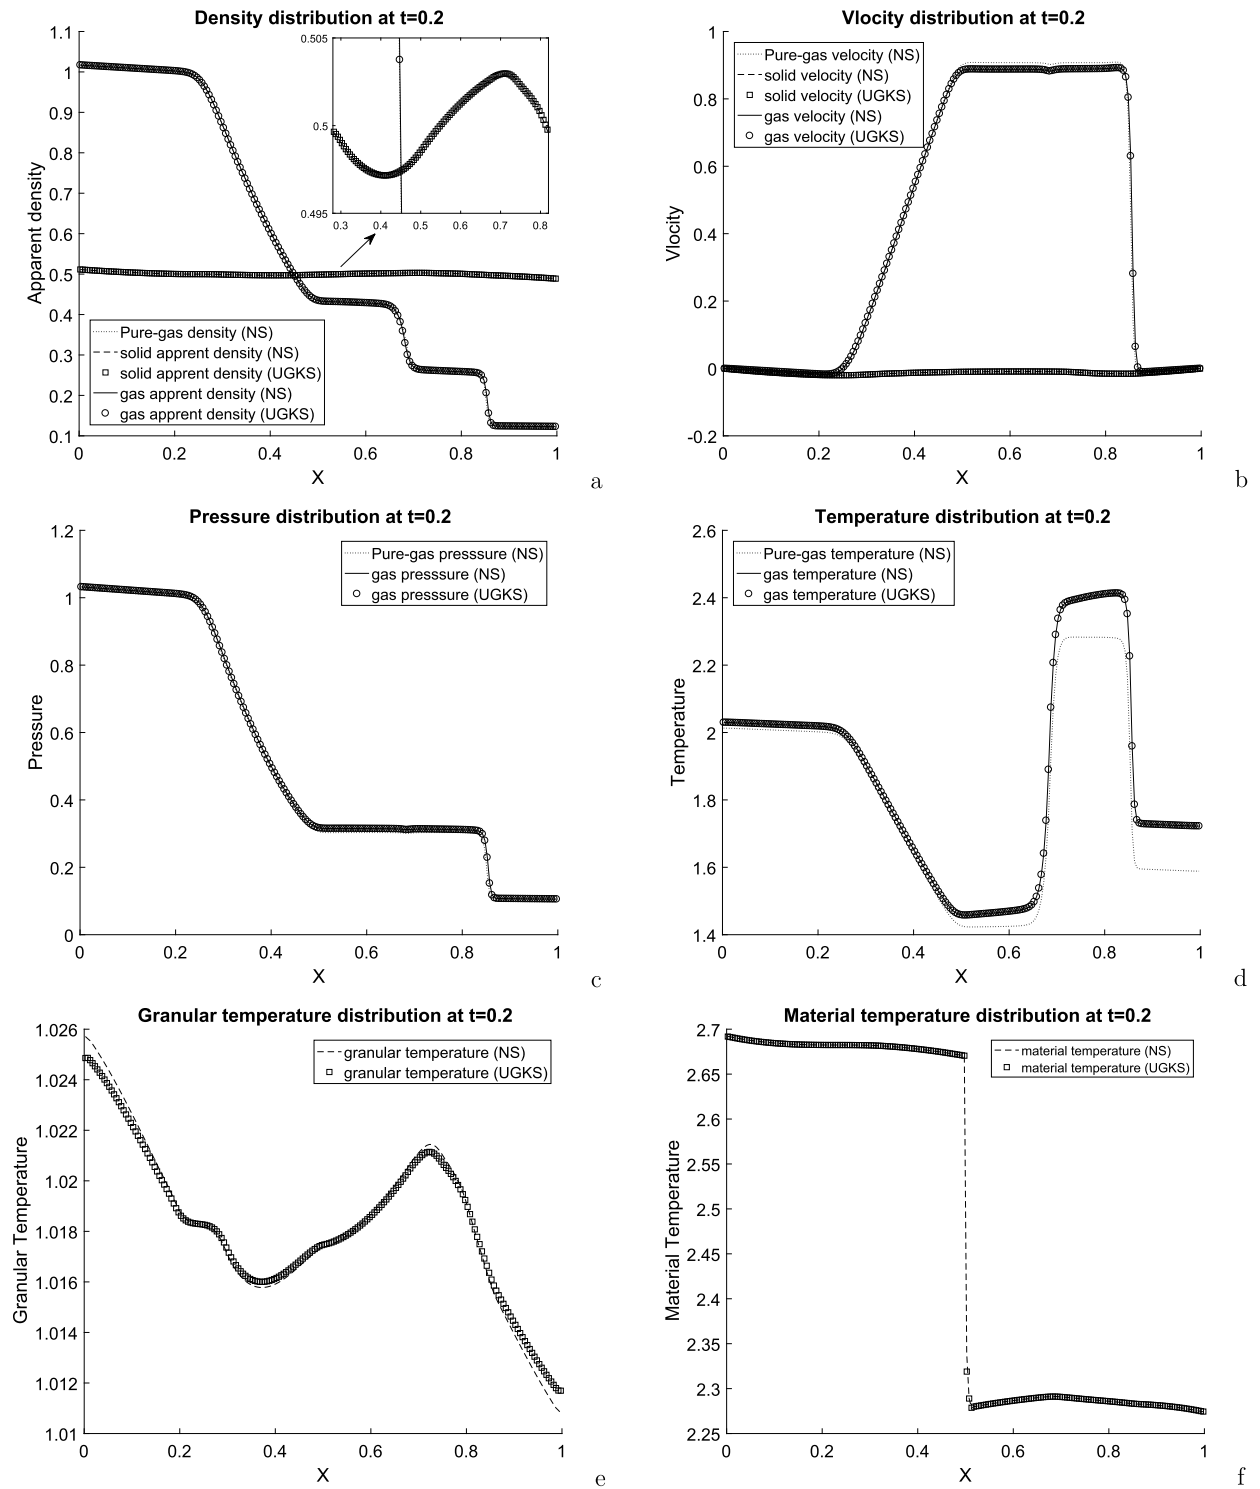 Density distribution at t=0.2
1.1
1
0.9
0.8
0.7
0.6
0.5
0.4
0.3
0.2
0.1
Apparent density
0.505
0.5
0.495
0.3 0.4 0.5 0.6 0.7 0.8
Pure-gas density (NS)
solid apprent density (NS)
solid apprent density (UGKS)
gas apprent density (NS)
gas apprent density (UGKS)
0 0.2 0.4 0.6 0.8 1
X
a
Vlocity distribution at t=0.2
1
0.8
0.6
0.4
0.2
0
-0.2
Vlocity
Pure-gas velocity (NS)
solid velocity (NS)
solid velocity (UGKS)
gas velocity (NS)
gas velocity (UGKS)
0 0.2 0.4 0.6 0.8 1
X
b
Pressure distribution at t=0.2
1.2
1
0.8
0.6
0.4
0.2
0
Pressure
Pure-gas presssure (NS)
gas presssure (NS)
gas presssure (UGKS)
0 0.2 0.4 0.6 0.8 1
X
c
Temperature distribution at t=0.2
2.6
2.4
2.2
2
1.8
1.6
1.4
Temperature
Pure-gas temperature (NS)
gas temperature (NS)
gas temperature (UGKS)
0 0.2 0.4 0.6 0.8 1
X
d
Granular temperature distribution at t=0.2
1.026
1.024
1.022
1.02
1.018
1.016
1.014
1.012
1.01
Granular Temperature
granular temperature (NS)
granular temperature (UGKS)
0 0.2 0.4 0.6 0.8 1
X
e
Material temperature distribution at t=0.2
2.7
2.65
2.6
2.55
2.5
2.45
2.4
2.35
2.3
2.25
Material Temperature
material temperature (NS)
material temperature (UGKS)
0 0.2 0.4 0.6 0.8 1
X
f